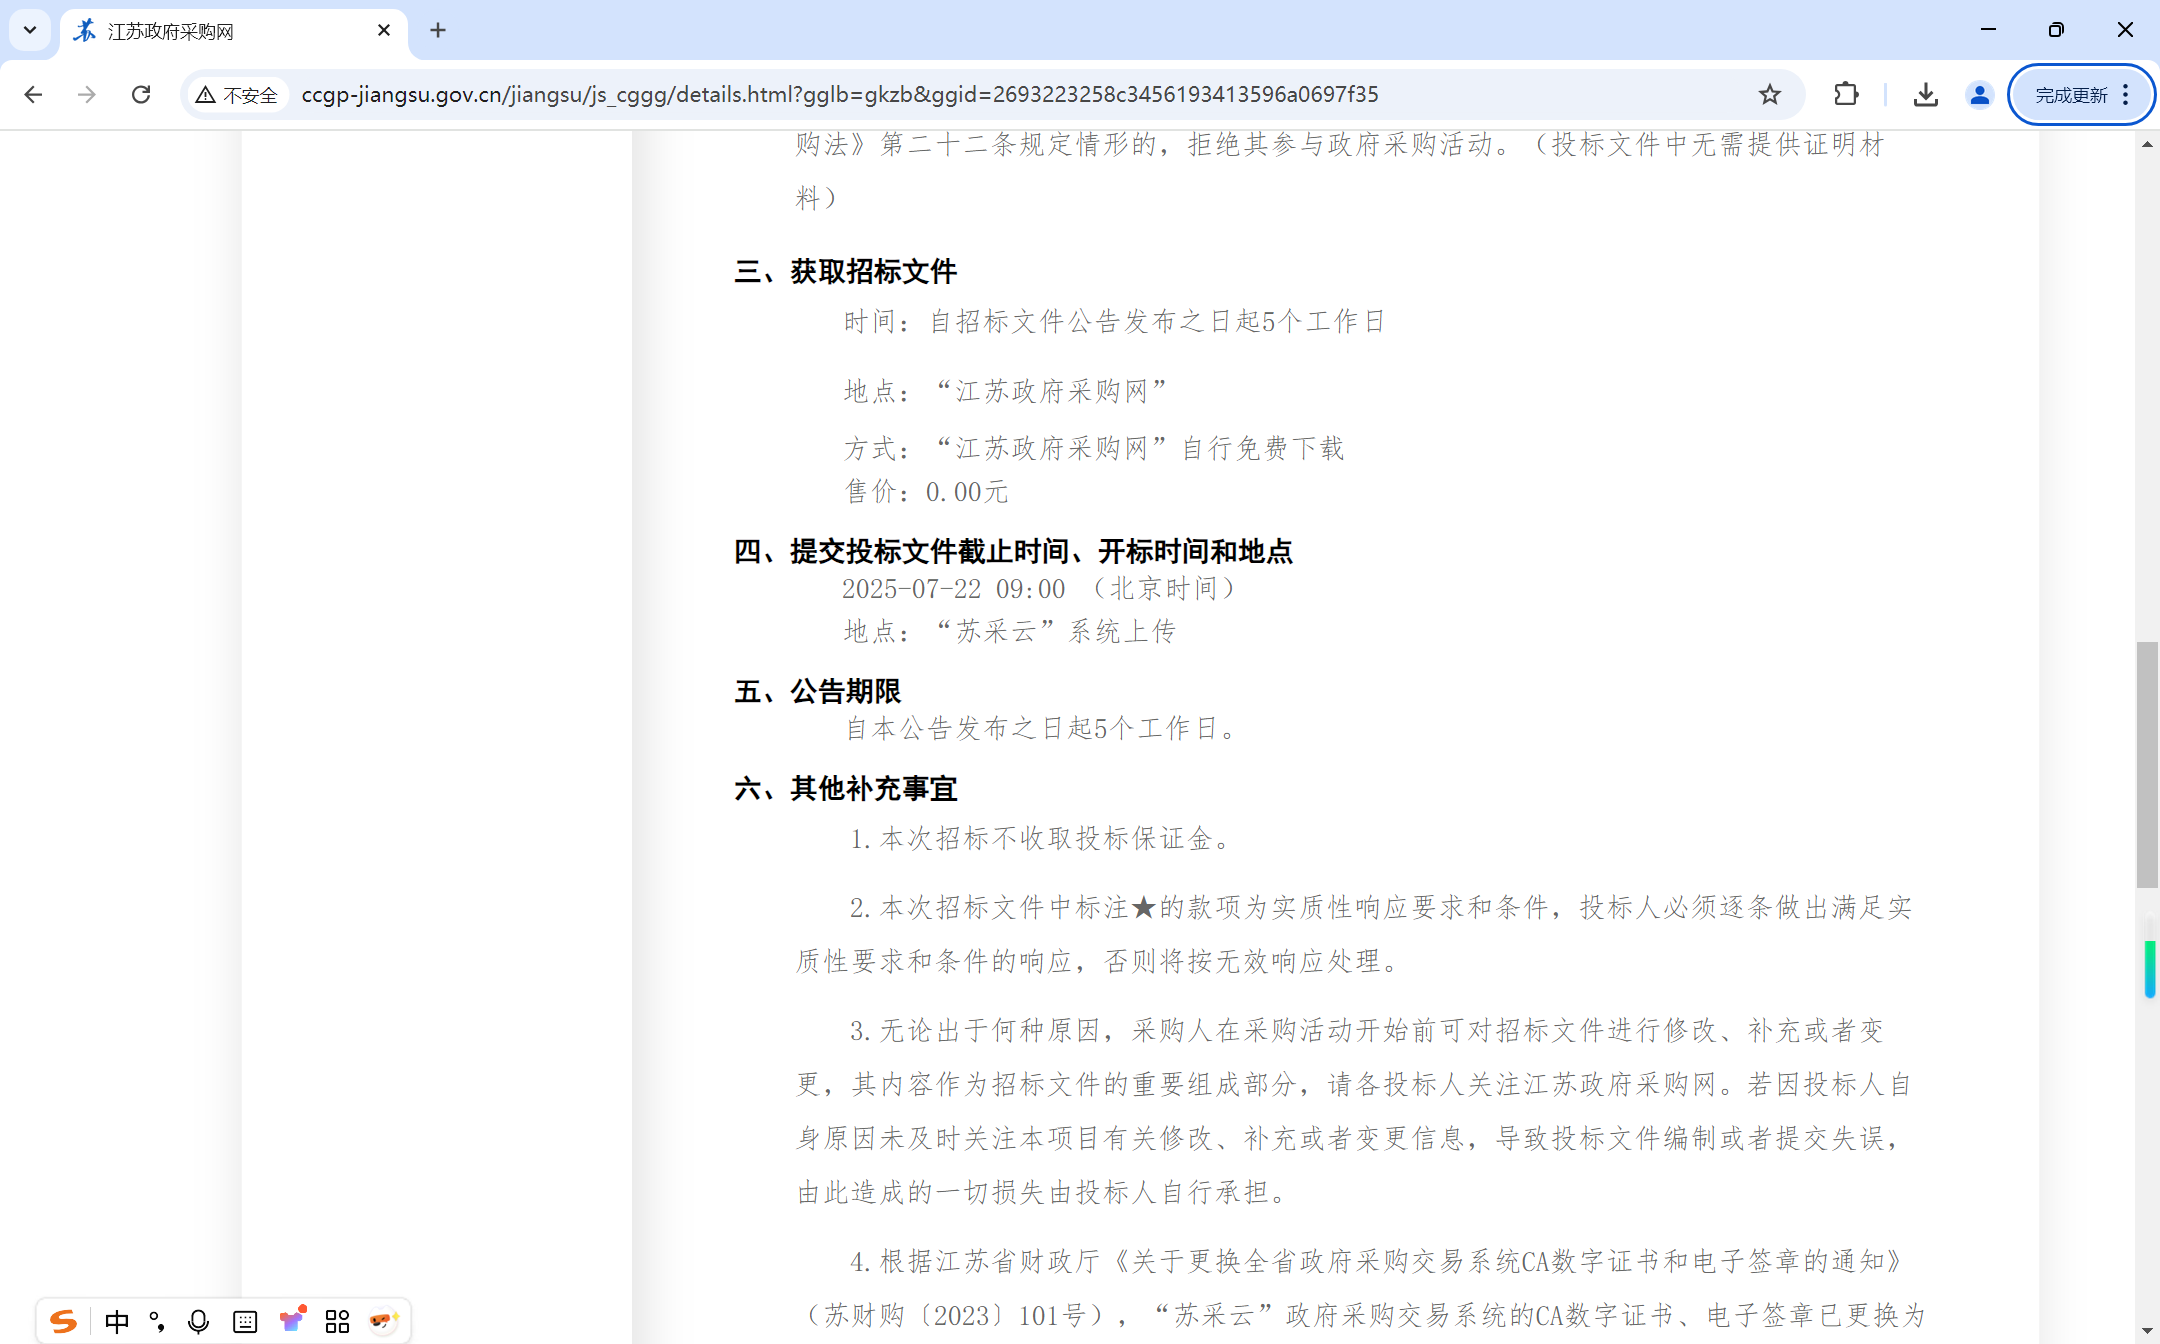 江苏政府采购网
不安全
ccgp-jiangsu.gov.cn/jiangsu/js_cggg/details.html?gglb=gkzb&ggid=2693223258c3456193413596a0697f35
完成更新
购法》第二十二条规定情形的，拒绝其参与政府采购活动。（投标文件中无需提供证明材
料）
三、获取招标文件
时间：自招标文件公告发布之日起5个工作日
地点：“江苏政府采购网”
方式：“江苏政府采购网”自行免费下载
售价：0.00元
四、提交投标文件截止时间、开标时间和地点
2025-07-22 09:00 （北京时间）
地点：“苏采云”系统上传
五、公告期限
自本公告发布之日起5个工作日。
六、其他补充事宜
1.本次招标不收取投标保证金。
2.本次招标文件中标注★的款项为实质性响应要求和条件，投标人必须逐条做出满足实
质性要求和条件的响应，否则将按无效响应处理。
3.无论出于何种原因，采购人在采购活动开始前可对招标文件进行修改、补充或者变
更，其内容作为招标文件的重要组成部分，请各投标人关注江苏政府采购网。若因投标人自
身原因未及时关注本项目有关修改、补充或者变更信息，导致投标文件编制或者提交失误，
由此造成的一切损失由投标人自行承担。
4.根据江苏省财政厅《关于更换全省政府采购交易系统CA数字证书和电子签章的通知》
（苏财购〔2023〕101号），“苏采云”政府采购交易系统的CA数字证书、电子签章已更换为
中